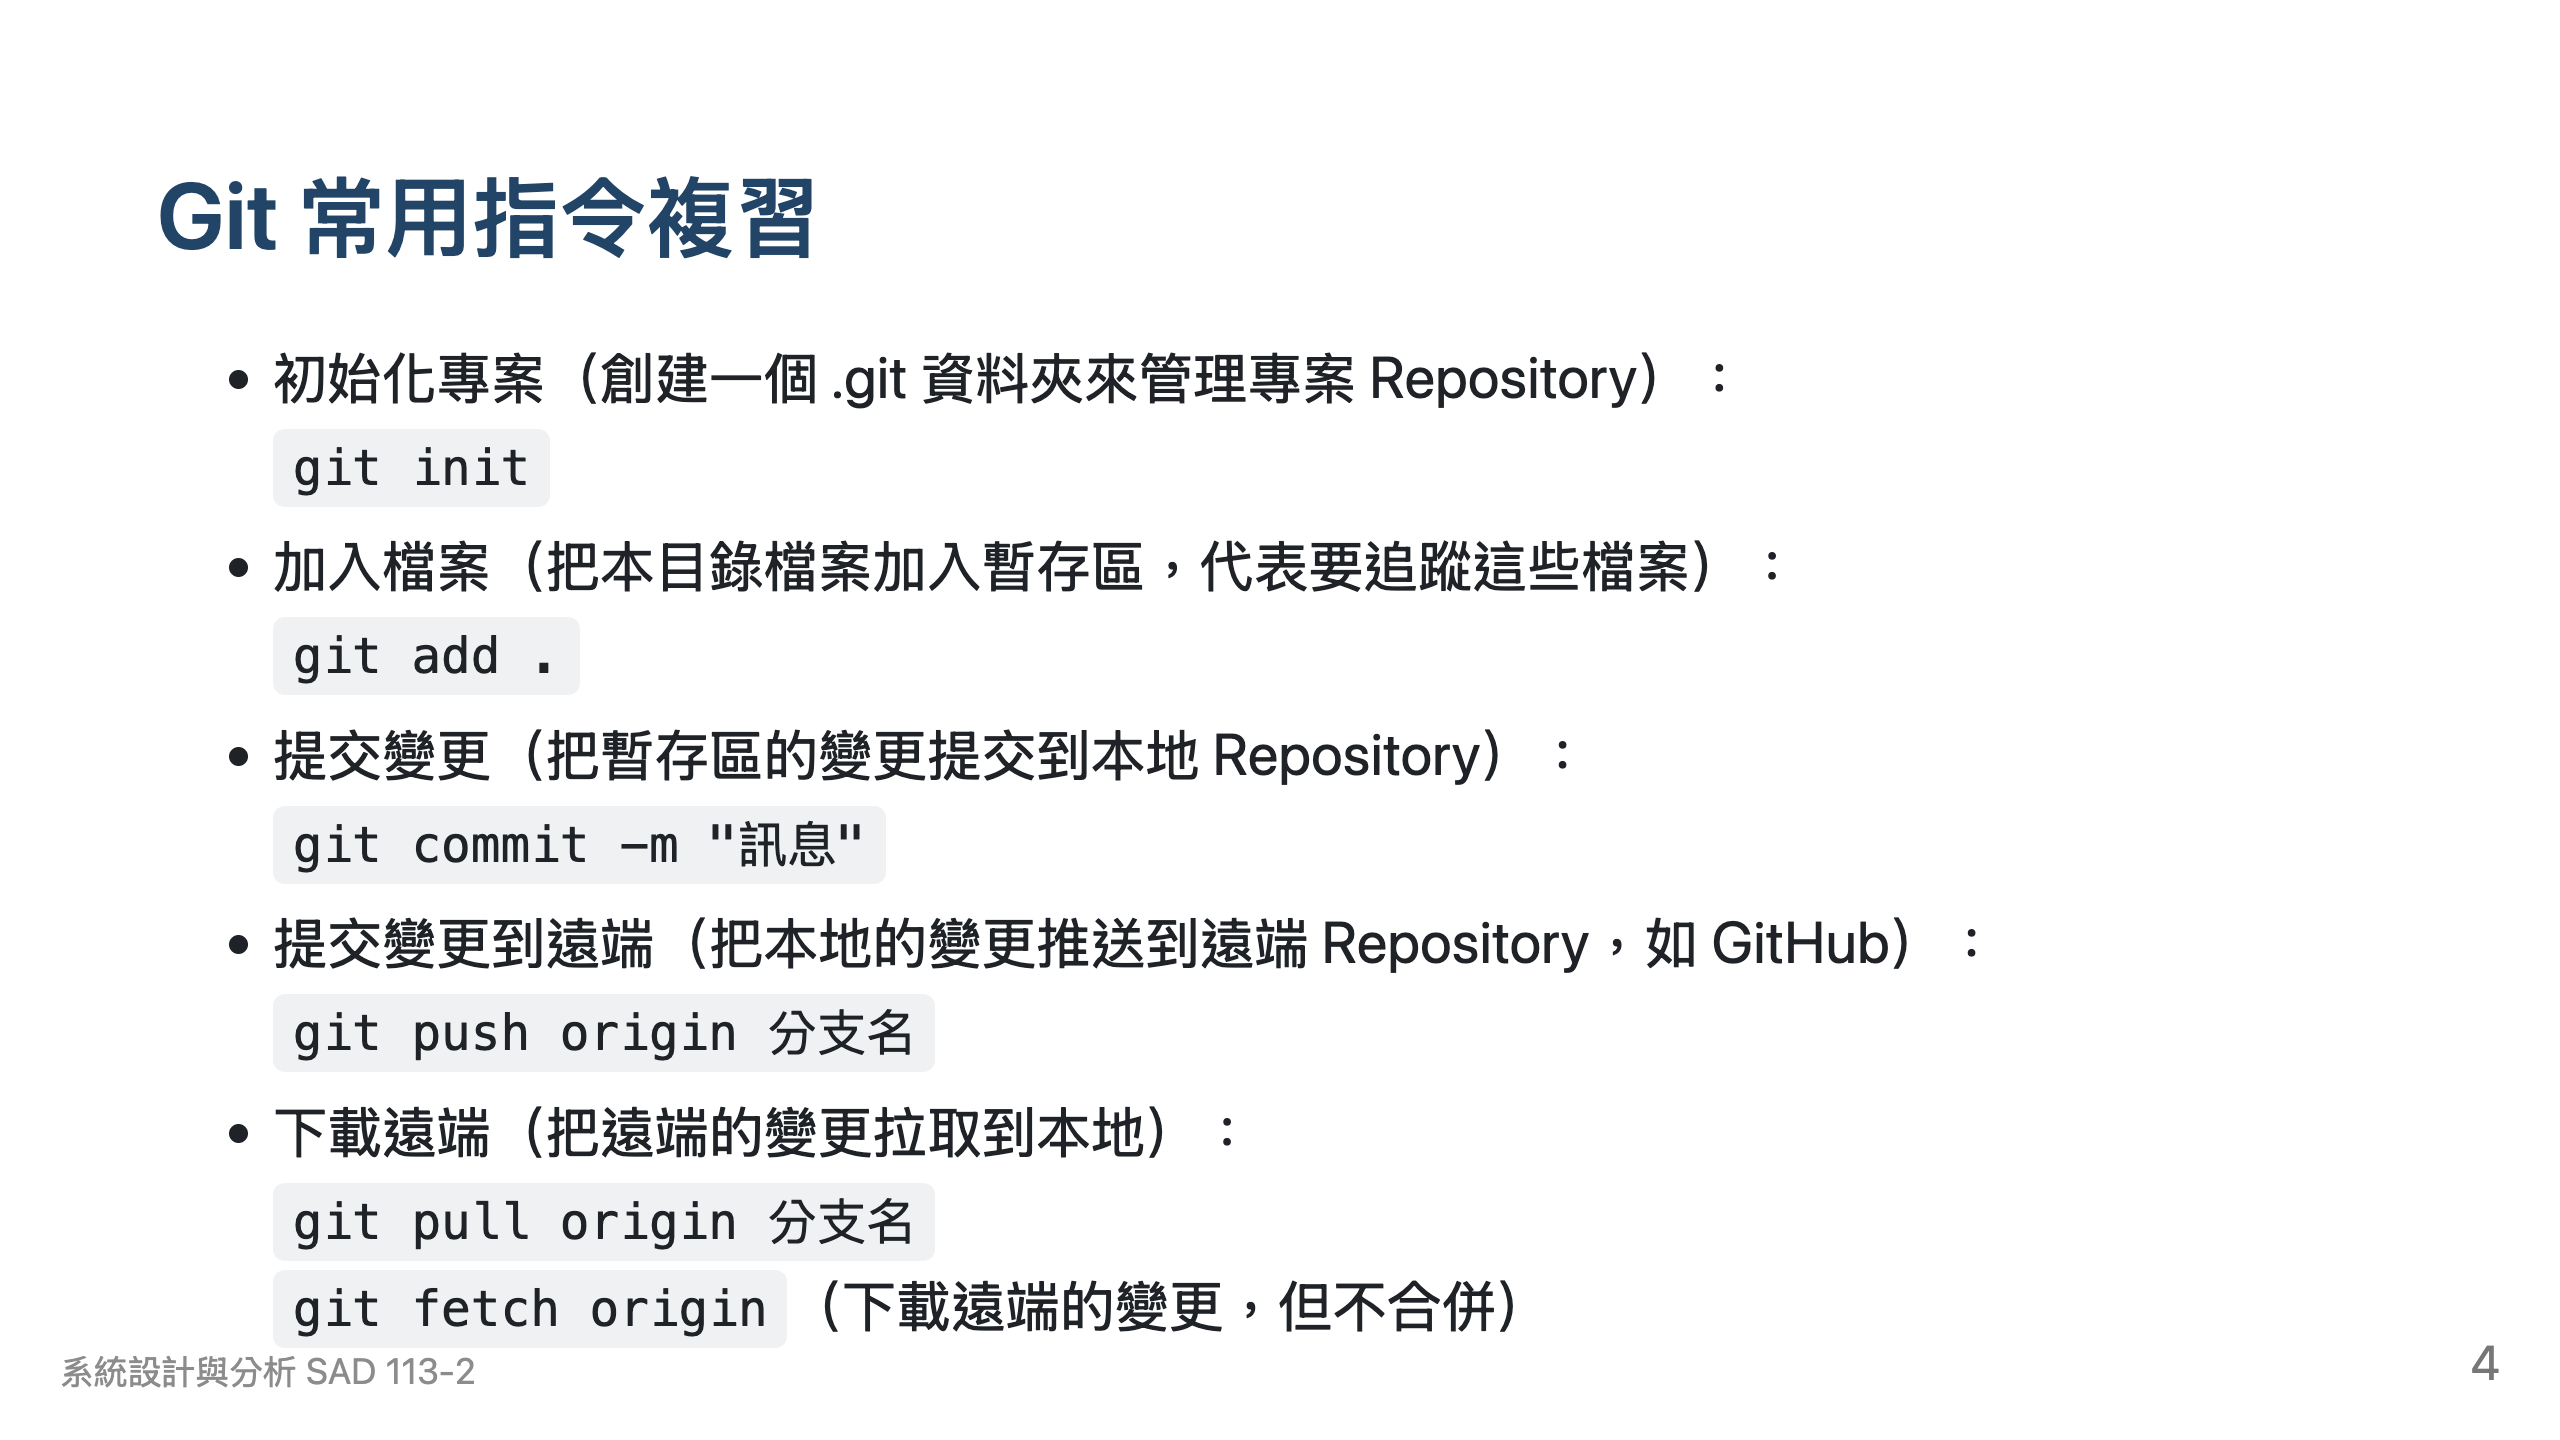 Git 常用指令複習
• 初始化專案（創建一個 .git 資料夾來管理專案 Repository）：
git init
• 加入檔案（把本目錄檔案加入暫存區，代表要追蹤這些檔案）：
git add .
• 提交變更（把暫存區的變更提交到本地 Repository）：
git commit -m "訊息"
• 提交變更到遠端（把本地的變更推送到遠端 Repository，如 GitHub）：
git push origin 分支名
• 下載遠端（把遠端的變更拉取到本地）：
git pull origin 分支名
git fetch origin（下載遠端的變更，但不合併）
系統設計與分析 SAD 113-2
4